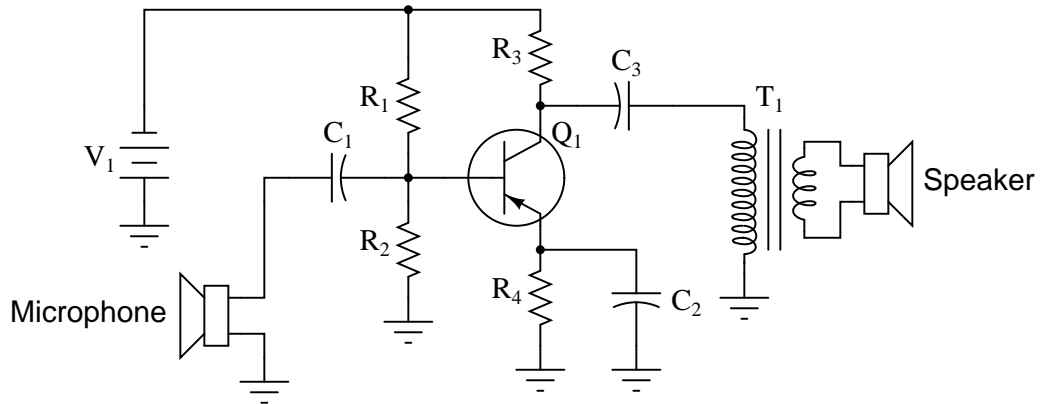 R3
C3
R1
T1
C1
Q1
V1
Speaker
R2
R4
C2
Microphone